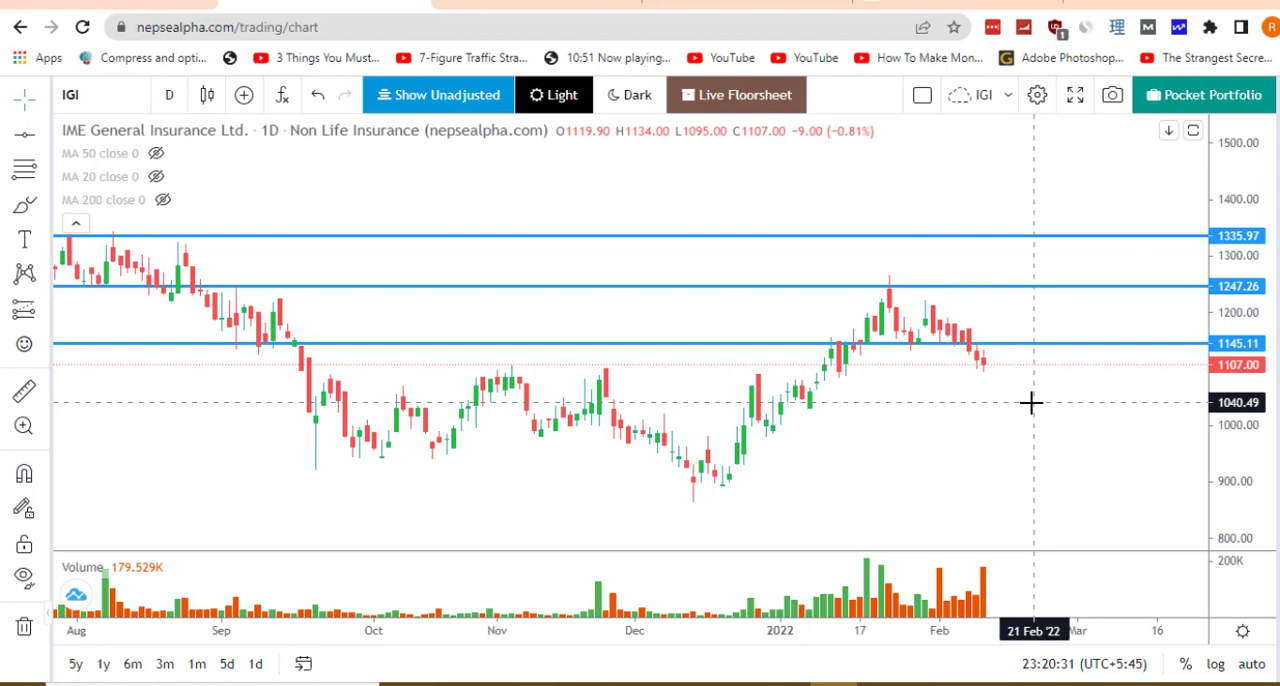 nepsealpha.com/trading/chart
Apps Compress and opti... 3 Things You Must... 7-Figure Traffic Stra... 10:51 Now playing,... YouTube YouTube How To Make Mon... Adobe Photoshop... The Strangest Secre...
IGI D Show Unadjusted Light Dark Live Floorsheet IGI Pocket Portfolio
IME General Insurance Ltd. · 1D · Non Life Insurance (nepsealpha.com) O1119.90 H1134.00 L1095.00 C1107.00 −9.00 (−0.81%)
MA 50 close 0
MA 20 close 0
MA 200 close 0
1500.00
1400.00
1335.97
1300.00
1247.26
1200.00
1145.11
1107.00
1040.49
1000.00
900.00
800.00
Volume 179.529K
200K
Aug Sep Oct Nov Dec 2022 17 Feb 21 Feb '22 Mar 16
5y 1y 6m 3m 1m 5d 1d 23:20:31 (UTC+5:45) % log auto